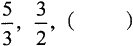 5/3, 3/2, (      )